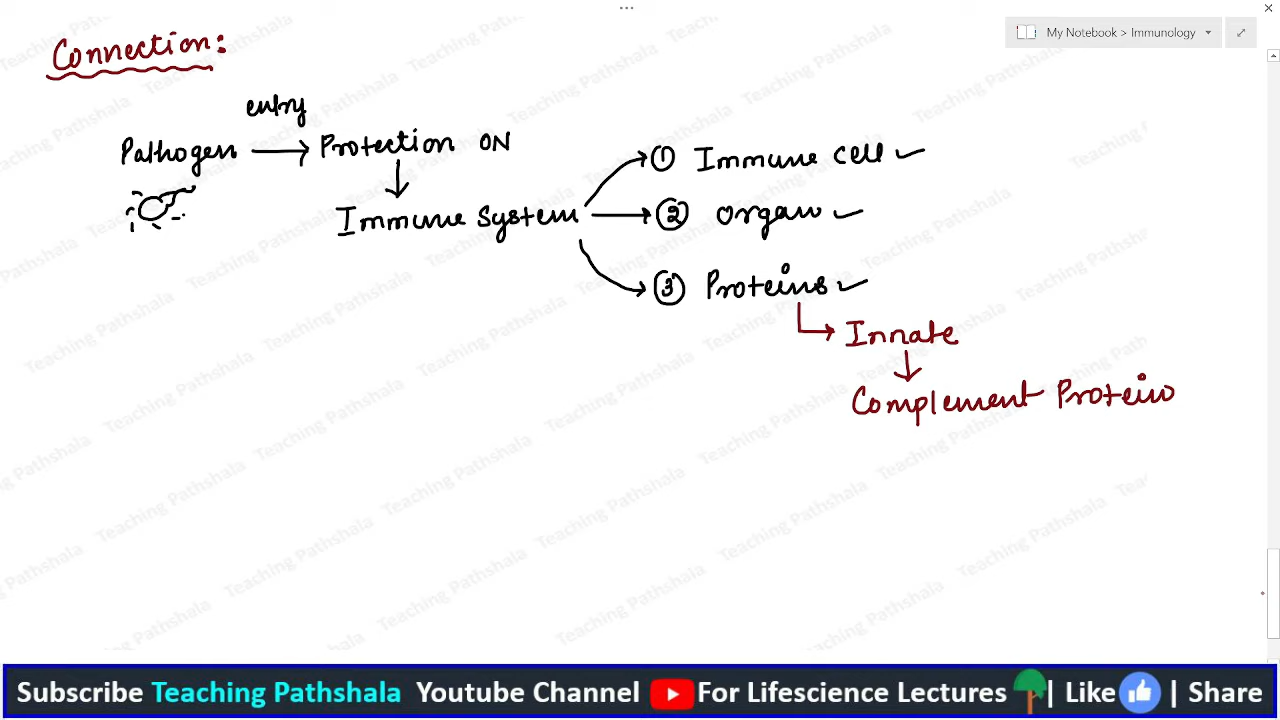 My Notebook > Immunology
Connection:
entry
Pathogen → Protection ON
Immune System
① Immune cell ✓
② Organs ✓
③ Proteins ✓
Innate
Complement Proteins
Subscribe Teaching Pathshala Youtube Channel For Lifescience Lectures | Like | Share